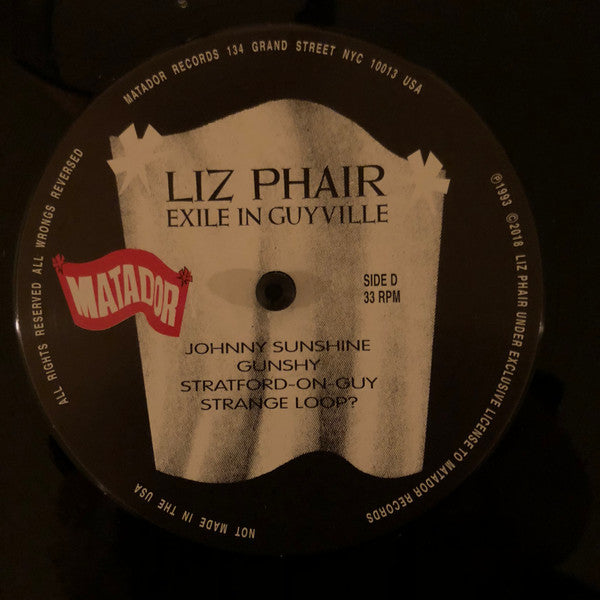 MATADOR RECORDS 134 GRAND STREET NYC 10013 USA
LIZ PHAIR
EXILE IN GUYVILLE
MATADOR
SIDE D
33 RPM
JOHNNY SUNSHINE
GUNSHY
STRATFORD-ON-GUY
STRANGE LOOP?
℗1993 ©2018 LIZ PHAIR UNDER EXCLUSIVE LICENSE TO MATADOR RECORDS
NOT MADE IN THE USA
ALL RIGHTS RESERVED ALL WRONGS REVERSED